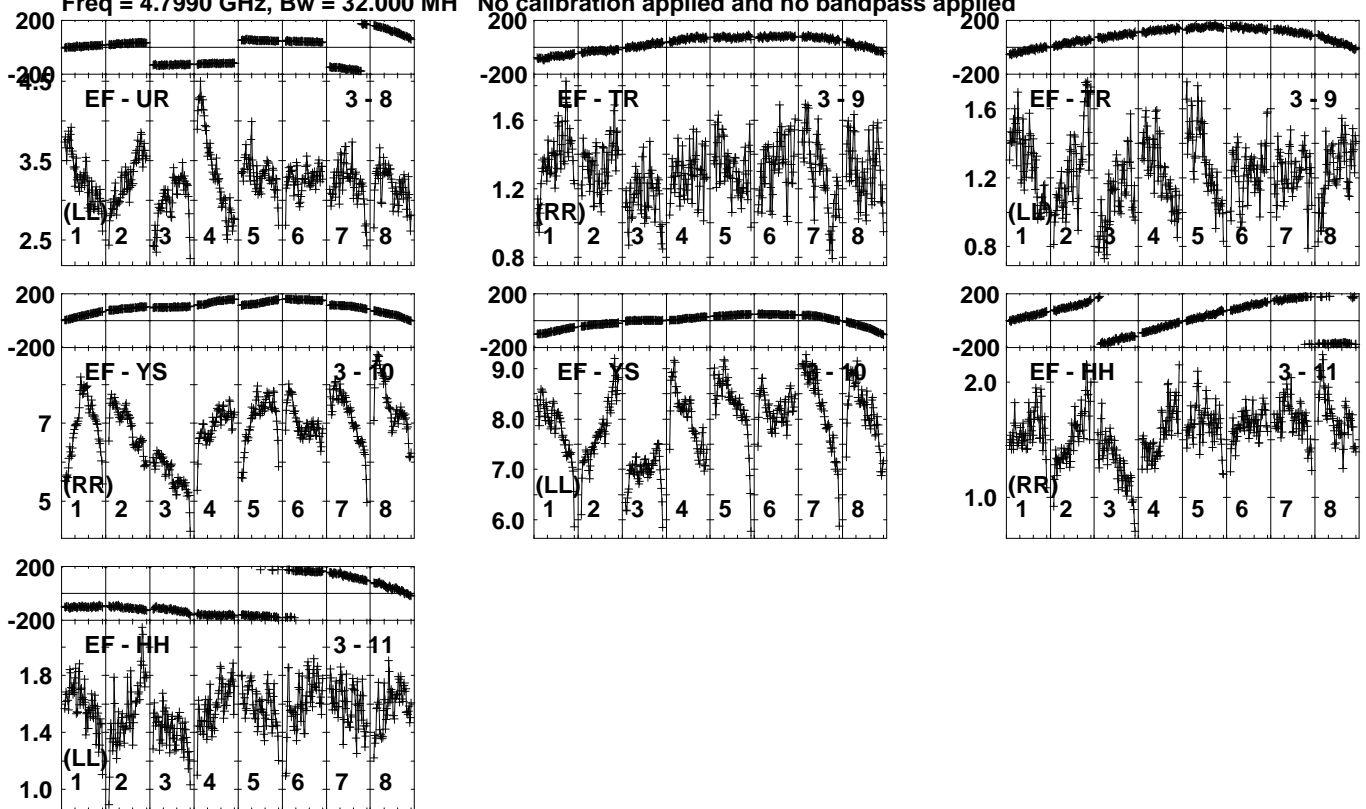 Freq = 4.7990 GHz, Bw = 32.000 MH No calibration applied and no bandpass applied
200
-200
4.5
3.5
2.5
EF - UR 3 - 8
(LL)
1 2 3 4 5 6 7 8
200
-200
1.6
1.2
0.8
EF - TR 3 - 9
(RR)
1 2 3 4 5 6 7 8
200
-200
1.6
1.2
0.8
EF - TR 3 - 9
(LL)
1 2 3 4 5 6 7 8
200
-200
7
5
EF - YS 3 - 10
(RR)
1 2 3 4 5 6 7 8
200
-200
9.0
8.0
7.0
6.0
EF - YS 3 - 10
(LL)
1 2 3 4 5 6 7 8
200
-200
2.0
1.0
EF - HH 3 - 11
(RR)
1 2 3 4 5 6 7 8
200
-200
1.8
1.4
1.0
EF - HH 3 - 11
(LL)
1 2 3 4 5 6 7 8